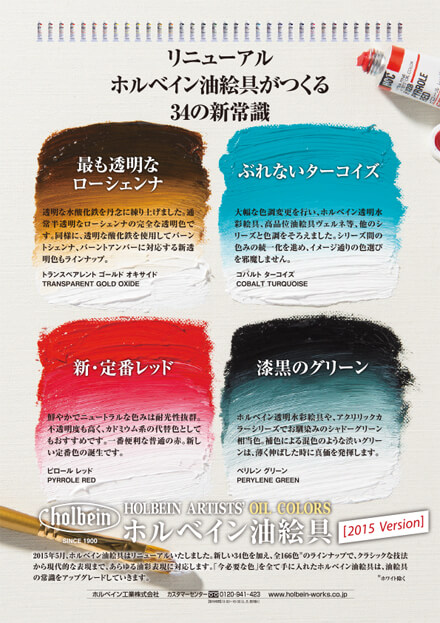 リニューアル
ホルベイン油絵具がつくる
34の新常識
PYRROLE
RED
最も透明な
ローシェンナ
透明な水酸化鉄を丹念に練り上げました。通
常半透明なローシェンナの完全な透明色で
す。同様に、透明な酸化鉄を使用してバーン
トシェンナ、バーントアンバーに対応する新透
明色もラインナップ。
トランスペアレント ゴールド オキサイド
TRANSPARENT GOLD OXIDE
ぶれないターコイズ
大幅な色調変更を行い、ホルベイン透明水
彩絵具、高品位油絵具ヴェルネ等、他のシ
リーズと色調をそろえました。シリーズ間の
色みの統一化を進め、イメージ通りの色選び
を邪魔しません。
コバルト ターコイズ
COBALT TURQUOISE
新・定番レッド
鮮やかでニュートラルな色みは耐光性抜群。
不透明度も高く、カドミウム系の代替色として
もおすすめです。一番便利な普通の赤。新し
い定番色の誕生です。
ピロール レッド
PYRROLE RED
漆黒のグリーン
ホルベイン透明水彩絵具や、アクリリックカ
ラーシリーズでお馴染みのシャドーグリーン
相当色。補色による混色のような渋いグリー
ンは、薄く伸ばした時に真価を発揮します。
ペリレン グリーン
PERYLENE GREEN
holbein
SINCE 1900
HOLBEIN ARTISTS' OIL COLORS
ホルベイン油絵具
[2015 Version]
2015年5月、ホルベイン油絵具はリニューアルいたしました。新しい34色を加え、全166色*のラインナップで、クラシックな技法
から現代的な表現まで、あらゆる油彩表現に対応します。「今必要な色」を全て手に入れたホルベイン油絵具は、油絵具
の常識をアップグレードしていきます。
*ホワイト除く
ホルベイン工業株式会社 カスタマーセンター 0120-941-423 www.holbein-works.co.jp